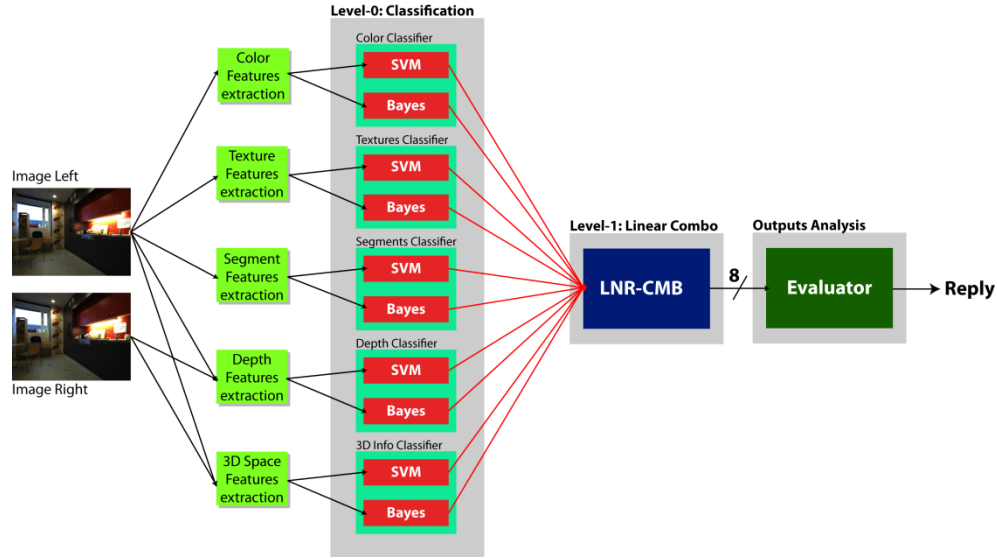 Level-0: Classification
Color Classifier
Color
Features
extraction
SVM
Bayes
Textures Classifier
Texture
Features
extraction
SVM
Bayes
Image Left
Segments Classifier
Segment
Features
extraction
SVM
Bayes
Level-1: Linear Combo
LNR-CMB
8
Outputs Analysis
Evaluator
Reply
Image Right
Depth Classifier
Depth
Features
extraction
SVM
Bayes
3D Info Classifier
3D Space
Features
extraction
SVM
Bayes